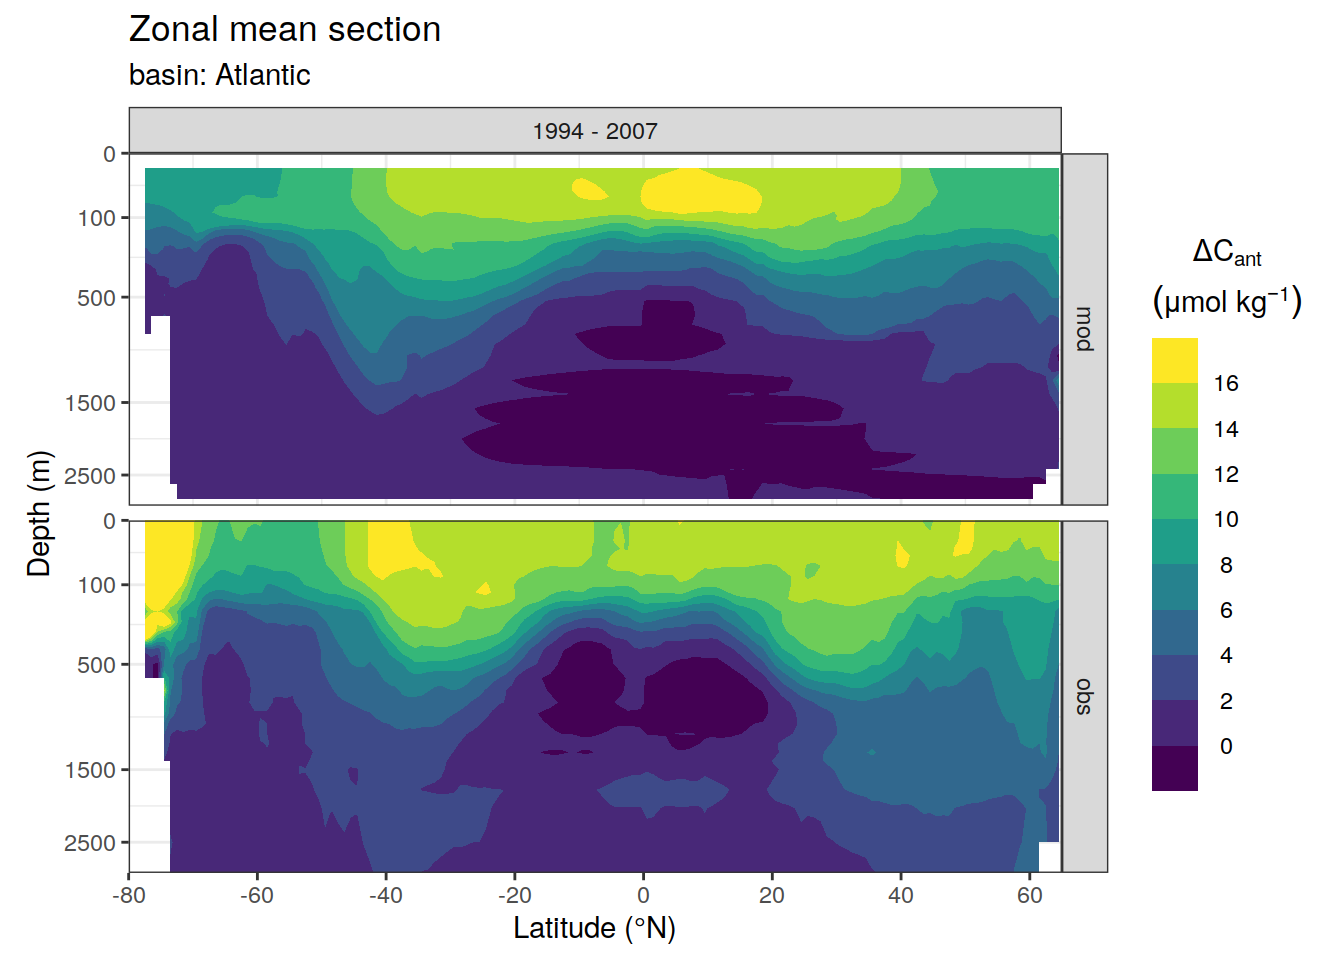 Zonal mean section
basin: Atlantic
1994 - 2007
0
100
500
1500
2500
mod
0
100
500
1500
2500
obs
-80 -60 -40 -20 0 20 40 60
Latitude (°N)
Depth (m)
ΔCant
(μmol kg⁻¹)
16
14
12
10
8
6
4
2
0